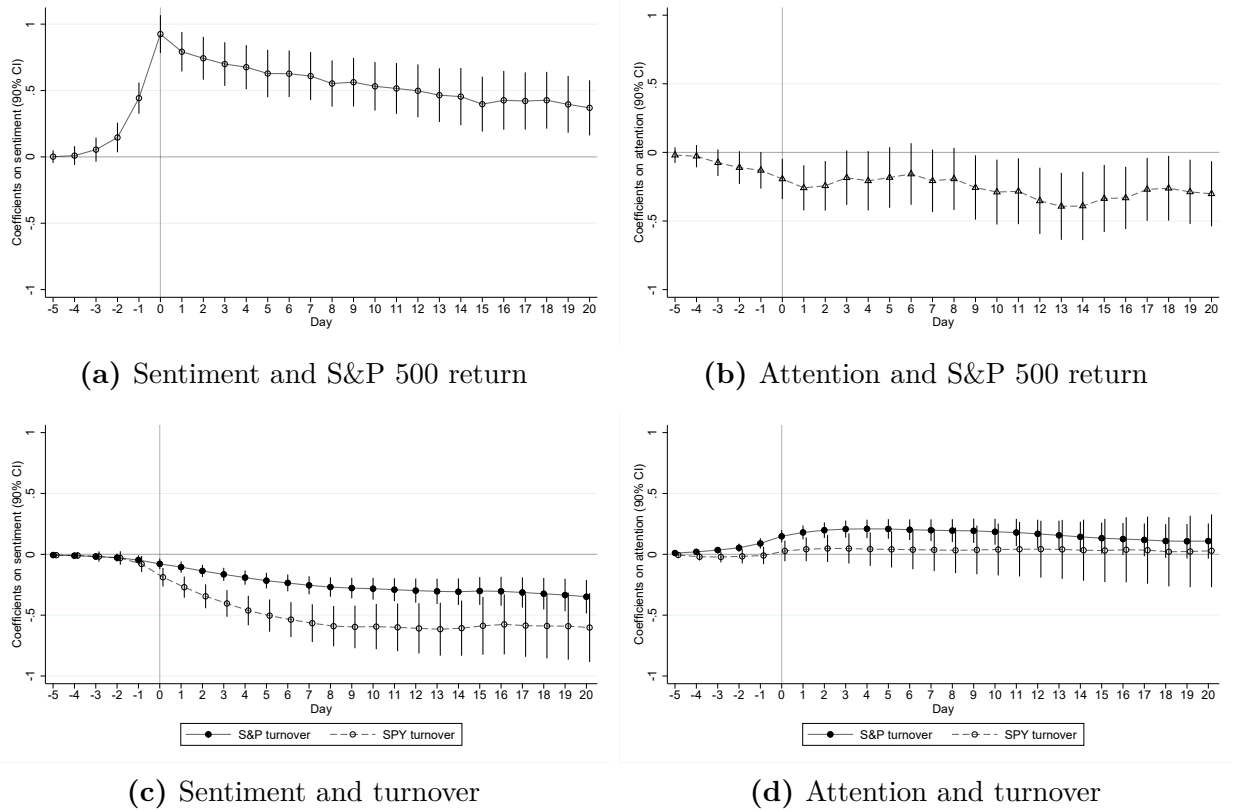 Coefficients on sentiment (90% CI)
1
.5
0
-.5
-1
-5 -4 -3 -2 -1 0 1 2 3 4 5 6 7 8 9 10 11 12 13 14 15 16 17 18 19 20
Day
(a) Sentiment and S&P 500 return
Coefficients on attention (90% CI)
1
.5
0
-.5
-1
-5 -4 -3 -2 -1 0 1 2 3 4 5 6 7 8 9 10 11 12 13 14 15 16 17 18 19 20
Day
(b) Attention and S&P 500 return
Coefficients on sentiment (90% CI)
1
.5
0
-.5
-1
-5 -4 -3 -2 -1 0 1 2 3 4 5 6 7 8 9 10 11 12 13 14 15 16 17 18 19 20
Day
S&P turnover SPY turnover
(c) Sentiment and turnover
Coefficients on attention (90% CI)
1
.5
0
-.5
-1
-5 -4 -3 -2 -1 0 1 2 3 4 5 6 7 8 9 10 11 12 13 14 15 16 17 18 19 20
Day
S&P turnover SPY turnover
(d) Attention and turnover